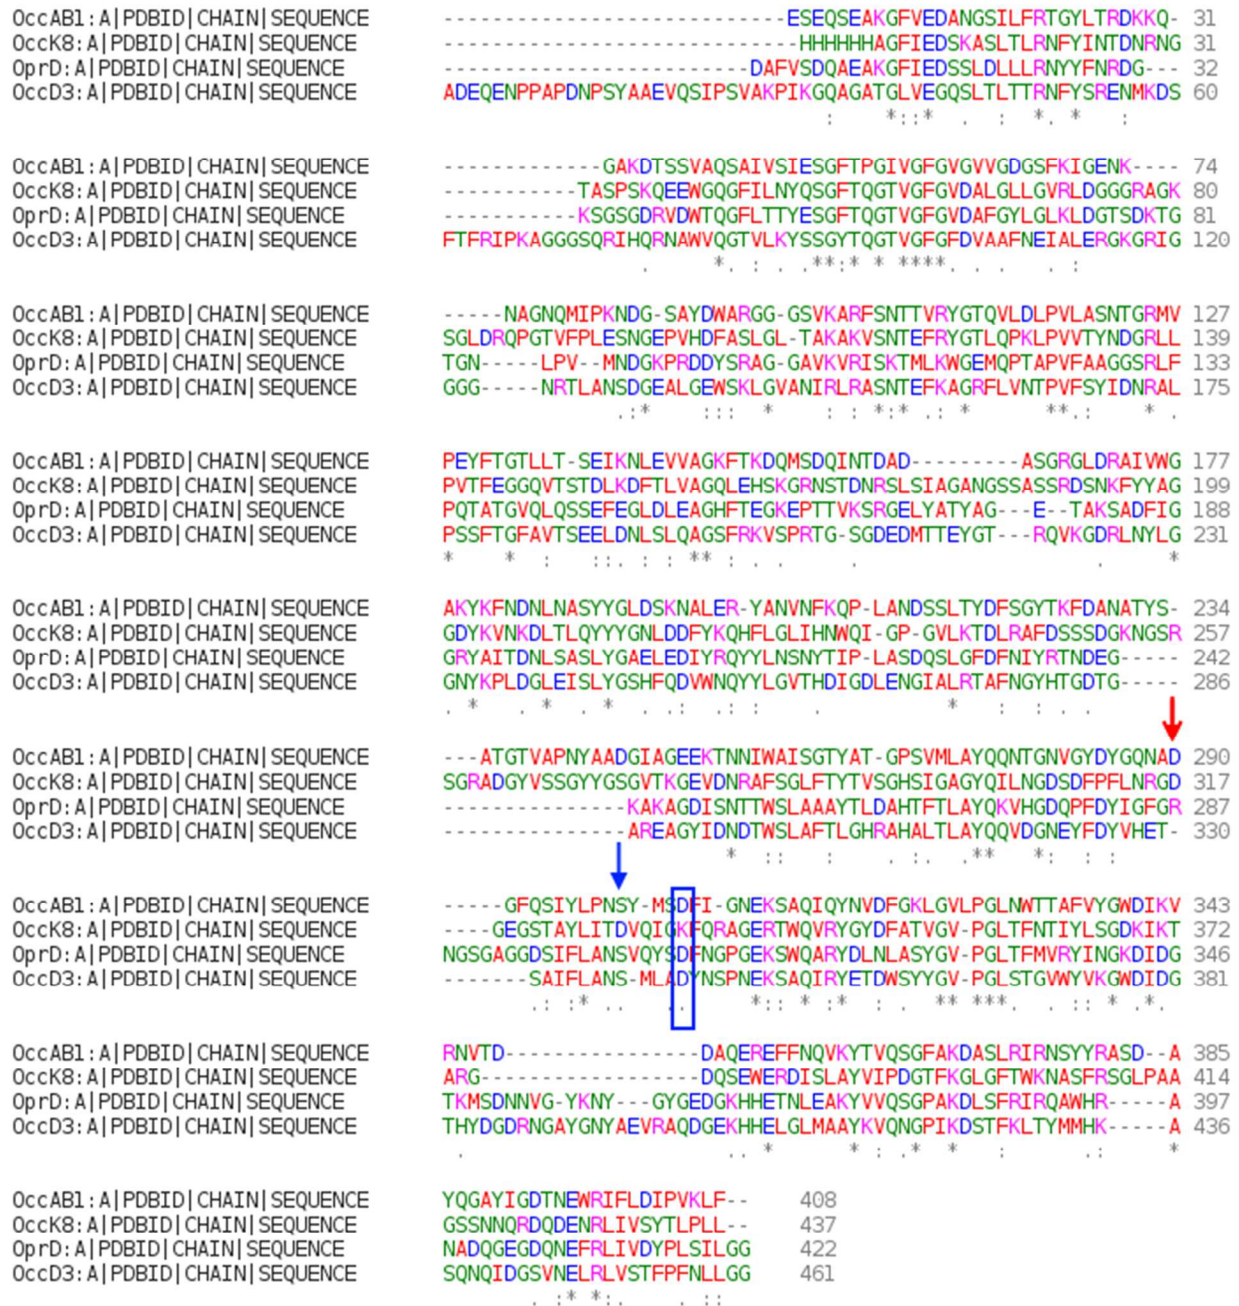 OccAB1:A|PDBID|CHAIN|SEQUENCE ----------------------------ESEQSEAKGFVEDANGSILFRTGYLTRDKKQ- 31
OccK8:A|PDBID|CHAIN|SEQUENCE -----------------------------HHHHHHAGFIEDSKASLTLRNFYINTDNRNG 31
OprD:A|PDBID|CHAIN|SEQUENCE -------------------------DAFVSDQAEAKGFIEDSSLDLLLRNYYFNRDG--- 32
OccD3:A|PDBID|CHAIN|SEQUENCE ADEQENPPAPDNPSYAAEVQSIPSVAKPIKGQAGATGLVEGQSLTLTTRNFYSRENMKDS 60
: *::* . : *. * :
OccAB1:A|PDBID|CHAIN|SEQUENCE -------------GAKDTSSVAQSAIVSIESGFTPGIVGFGVGVVGDGSFKIGENK---- 74
OccK8:A|PDBID|CHAIN|SEQUENCE -----------TASPSKQEEWGQGFILNYQSGFTQGTVGFGVDALGLLGVRLDGGGRAGK 80
OprD:A|PDBID|CHAIN|SEQUENCE -----------KSGSGDRVDWTQGFLTTYESGFTQGTVGFGVDAFGYLGLKLDGTSDKTG 81
OccD3:A|PDBID|CHAIN|SEQUENCE FTFRIPKAGGGSQRIHQRNAWVQGTVLKYSSGYTQGTVGFGFDVAAFNEIALERGKGRIG 120
. *. : . .**:* * ****. . . . :
OccAB1:A|PDBID|CHAIN|SEQUENCE -----NAGNQMIPKNDG-SAYDWARGG-GSVKARFSNTTVRYGTQVLDLPVLASNTGRMV 127
OccK8:A|PDBID|CHAIN|SEQUENCE SGLDRQPGTVFPLESNGEPVHDFASLGL-TAKAKVSNTEFRYGTLQPKLPVVTYNDGRLL 139
OprD:A|PDBID|CHAIN|SEQUENCE TGN-----LPV--MNDGKPRDDYSRAG-GAVKVRISKTMLKWGEMQPTAPVFAAGGSRLF 133
OccD3:A|PDBID|CHAIN|SEQUENCE GGG-----NRTLANSDGEALGEWSKLGVANIRLRASNTEFKAGRFLVNTPVFSYIDNRAL 175
.:* ::: * : : *:* .: * **.: * .
OccAB1:A|PDBID|CHAIN|SEQUENCE PEYFTGTLLT-SEIKNLEVVAGKFTKDQMSDQINTDAD---------ASGRGLDRAIVWG 177
OccK8:A|PDBID|CHAIN|SEQUENCE PVTFEGGQVTSTDLKDFTLVAGQLEHSKGRNSTDNRSLSIAGANGSSASSRDSNKFYYAG 199
OprD:A|PDBID|CHAIN|SEQUENCE PQTATGVQLQSSEFEGLDLEAGHFTEGKEPTTVKSRGELYATYAG---E--TAKSADFIG 188
OccD3:A|PDBID|CHAIN|SEQUENCE PSSFTGFAVTSEELDNLSLQAGSFRKVSPRTG-SGDEDMTTEYGT---RQVKGDRLNYLG 231
* * : ::. : ** : . . *
OccAB1:A|PDBID|CHAIN|SEQUENCE AKYKFNDNLNASYYGLDSKNALER-YANVNFKQP-LANDSSLTYDFSGYTKFDANATYS- 234
OccK8:A|PDBID|CHAIN|SEQUENCE GDYKVNKDLTLQYYYGNLDDFYKQHFLGLIHNWQI-GP-GVLKTDLRAFDSSSDGKNGSR 257
OprD:A|PDBID|CHAIN|SEQUENCE GRYAITDNLSASLYGAELEDIYRQYYLNSNYTIP-LASDQSLGFDFNIYRTNDEG----- 242
OccD3:A|PDBID|CHAIN|SEQUENCE GNYKPLDGLEISLYGSHFQDVWNQYYLGVTHDIGDLENGIALRTAFNGYHTGDTG----- 286
. * . * . * . .: .: : . * : : . .
OccAB1:A|PDBID|CHAIN|SEQUENCE ---ATGTVAPNYAADGIAGEEKTNNIWAISGTYAT-GPSVMLAYQQNTGNVGYDYGQNAD 290
OccK8:A|PDBID|CHAIN|SEQUENCE SGRADGYVSSGYYGSGVTKGEVDNRAFSGLFTYTVSGHSIGAGYQILNGDSDFPFLNRGD 317
OprD:A|PDBID|CHAIN|SEQUENCE ---------------KAKAGDISNTTWSLAAAYTLDAHTFTLAYQKVHGDQPFDYIGFGR 287
OccD3:A|PDBID|CHAIN|SEQUENCE ---------------AREAGYIDNDTWSLAFTLGHRAHALTLAYQQVDGNEYFDYVHET- 330
* :: : . :. .** *: : :
OccAB1:A|PDBID|CHAIN|SEQUENCE -----GFQSIYLPNSY-MSDFI-GNEKSAQIQYNVDFGKLGVLPGLNWTTAFVYGWDIKV 343
OccK8:A|PDBID|CHAIN|SEQUENCE ----GEGSTAYLITDVQIGKFQRAGERTWQVRYGYDFATVGV-PGLTFNTIYLSGDKIKT 372
OprD:A|PDBID|CHAIN|SEQUENCE NGSGAGGDSIFLANSVQYSDFNGPGEKSWQARYDLNLASYGV-PGLTFMVRYINGKDIDG 346
OccD3:A|PDBID|CHAIN|SEQUENCE -------SAIFLANS-MLADYNSPNEKSAQIRYETDWSYYGV-PGLSTGVWYVKGWDIDG 381
.: :* .. .. *:: * :* : ** ***. . :: * .*.
OccAB1:A|PDBID|CHAIN|SEQUENCE RNVTD----------------DAQEREFFNQVKYTVQSGFAKDASLRIRNSYYRASD--A 385
OccK8:A|PDBID|CHAIN|SEQUENCE ARG------------------DQSEWERDISLAYVIPDGTFKGLGFTWKNASFRSGLPAA 414
OprD:A|PDBID|CHAIN|SEQUENCE TKMSDNNVG-YKNY---GYGEDGKHHETNLEAKYVVQSGPAKDLSFRIRQAWHR-----A 397
OccD3:A|PDBID|CHAIN|SEQUENCE THYDGDRNGAYGNYAEVRAQDGEKHHELGLMAAYKVQNGPIKDSTFKLTYMMHK-----A 436
. .. * * : .* * .: *
OccAB1:A|PDBID|CHAIN|SEQUENCE YQGAYIGDTNEWRIFLDIPVKLF-- 408
OccK8:A|PDBID|CHAIN|SEQUENCE GSSNNQRDQDENRLIVSYTLPLL-- 437
OprD:A|PDBID|CHAIN|SEQUENCE NADQGEGDQNEFRLIVDYPLSILGG 422
OccD3:A|PDBID|CHAIN|SEQUENCE SQNQIDGSVNELRLVSTFPFNLLGG 461
. :* *:. . ::